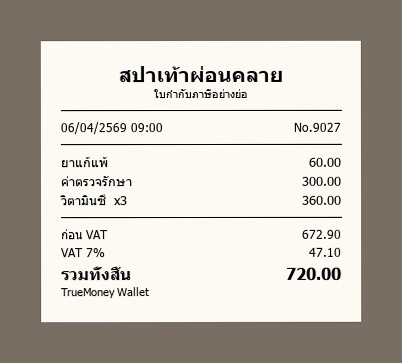 สปาเท้าผ่อนคลาย
ใบกำกับภาษีอย่างย่อ
06/04/2569 09:00 No.9027
ยาแก้แพ้ 60.00
ค่าตรวจรักษา 300.00
วิตามินซี x3 360.00
ก่อน VAT 672.90
VAT 7% 47.10
รวมทั้งสิ้น 720.00
TrueMoney Wallet